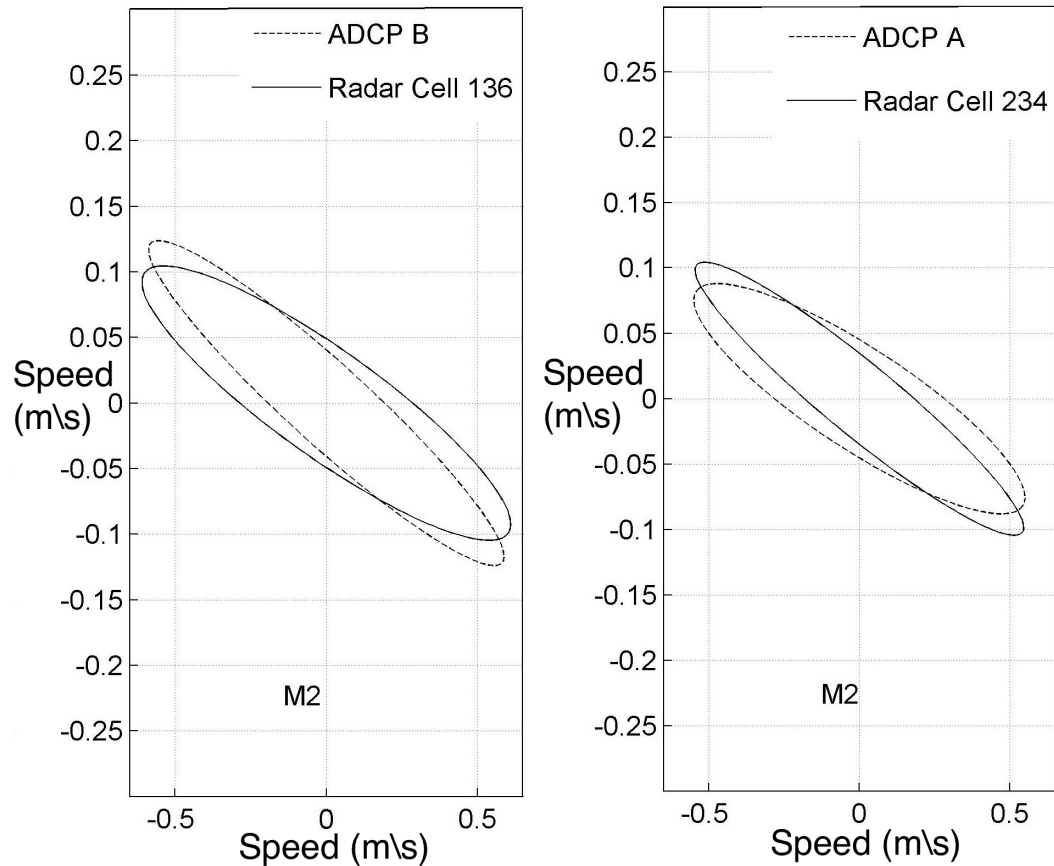 ADCP B
Radar Cell 136
0.25
0.2
0.15
0.1
0.05
Speed
0
(m\s)
-0.05
-0.1
-0.15
-0.2
M2
-0.25
-0.5
0
0.5
Speed (m\s)
ADCP A
Radar Cell 234
0.25
0.2
0.15
0.1
0.05
Speed
0
(m\s)
-0.05
-0.1
-0.15
-0.2
M2
-0.25
-0.5
0
0.5
Speed (m\s)